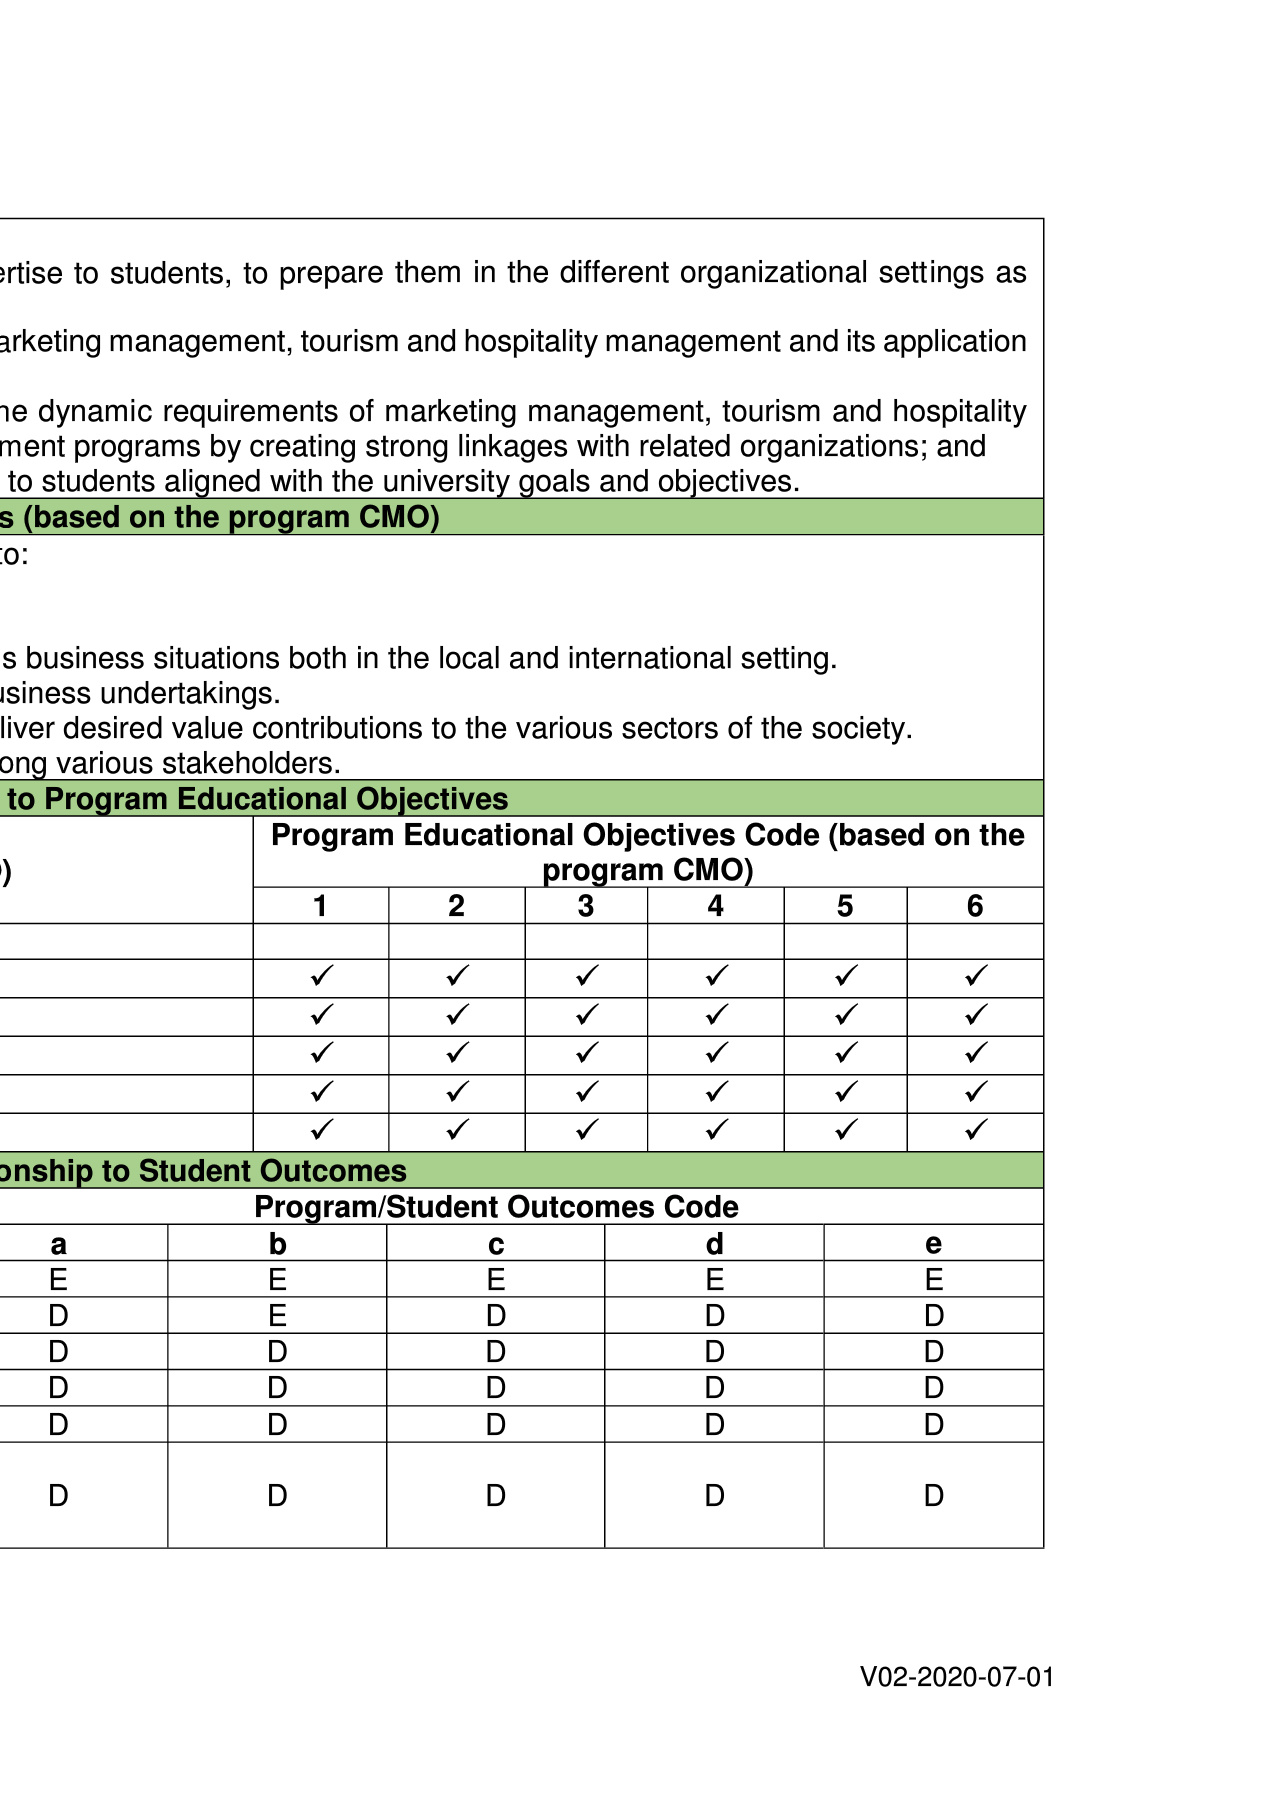 ertise to students, to prepare them in the different organizational settings as
arketing management, tourism and hospitality management and its application
he dynamic requirements of marketing management, tourism and hospitality
ment programs by creating strong linkages with related organizations; and
to students aligned with the university goals and objectives.
s (based on the program CMO)
to:
s business situations both in the local and international setting.
usiness undertakings.
liver desired value contributions to the various sectors of the society.
ong various stakeholders.
to Program Educational Objectives
Program Educational Objectives Code (based on the
program CMO)
)
1 2 3 4 5 6
✓ ✓ ✓ ✓ ✓ ✓
✓ ✓ ✓ ✓ ✓ ✓
✓ ✓ ✓ ✓ ✓ ✓
✓ ✓ ✓ ✓ ✓ ✓
✓ ✓ ✓ ✓ ✓ ✓
onship to Student Outcomes
Program/Student Outcomes Code
a b c d e
E E E E E
D E D D D
D D D D D
D D D D D
D D D D D
D D D D D
V02-2020-07-01